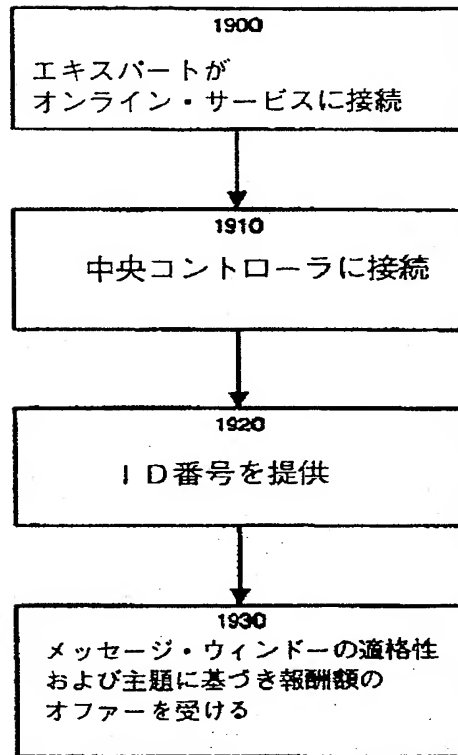 1900
エキスパートが
オンライン・サービスに接続
1910
中央コントローラに接続
1920
ID番号を提供
1930
メッセージ・ウィンドーの適格性
および主題に基づき報酬額の
オファーを受ける